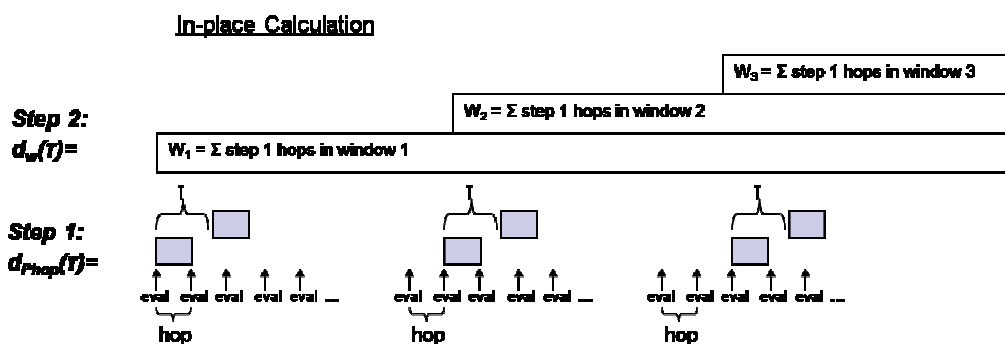 In-place Calculation
W₃ = Σ step 1 hops in window 3
Step 2:
W₂ = Σ step 1 hops in window 2
d_w(τ)=
W₁ = Σ step 1 hops in window 1
τ τ τ
Step 1:
d_Phop(τ)=
eval eval eval eval eval ... eval eval eval eval eval ... eval eval eval eval eval ...
hop hop hop